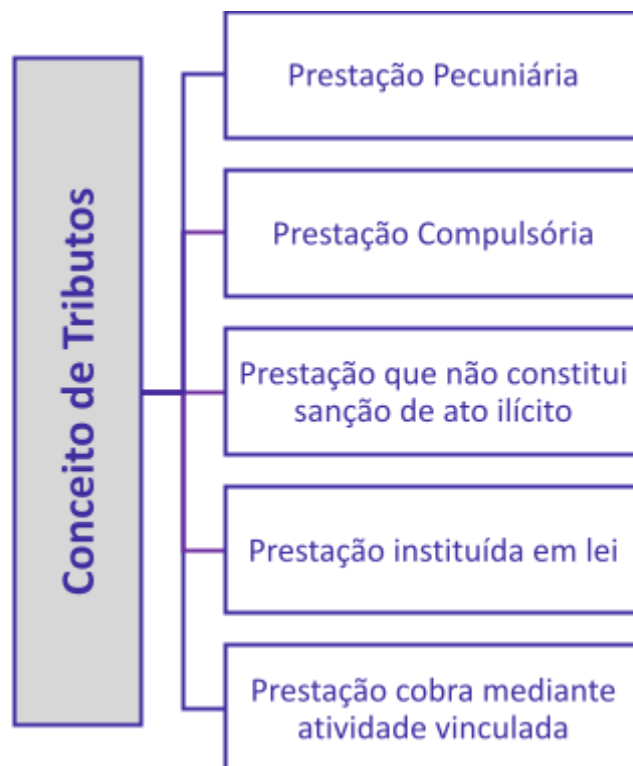 Conceito de Tributos
Prestação Pecuniária
Prestação Compulsória
Prestação que não constitui
sanção de ato ilícito
Prestação instituída em lei
Prestação cobra mediante
atividade vinculada